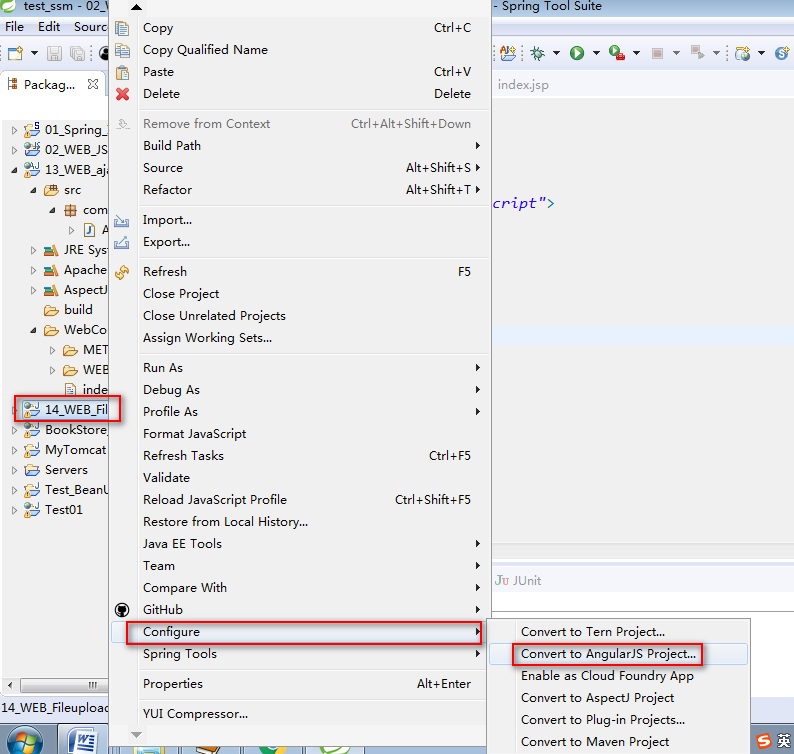 test_ssm - 02_W
- Spring Tool Suite
File Edit Sourc
Packag...
index.jsp
01_Spring_
02_WEB_JS
13_WEB_aj
src
com
JRE Sys
Apache
AspectJ
build
WebCo
MET
WEB
inde
14_WEB_Fil
BookStore_
MyTomcat
Servers
Test_BeanU
Test01
14_WEB_Fileupload
Copy Ctrl+C
Copy Qualified Name
Paste Ctrl+V
Delete Delete
Remove from Context Ctrl+Alt+Shift+Down
Build Path
Source Alt+Shift+S
Refactor Alt+Shift+T
Import...
Export...
Refresh F5
Close Project
Close Unrelated Projects
Assign Working Sets...
Run As
Debug As
Profile As
Format JavaScript
Refresh Tasks Ctrl+F5
Validate
Reload JavaScript Profile Ctrl+Shift+F5
Restore from Local History...
Java EE Tools
Team
Compare With
GitHub
Configure
Spring Tools
Properties Alt+Enter
YUI Compressor...
cript">
JUnit
Convert to Tern Project...
Convert to AngularJS Project...
Enable as Cloud Foundry App
Convert to AspectJ Project
Convert to Plug-in Projects...
Convert to Maven Project
英